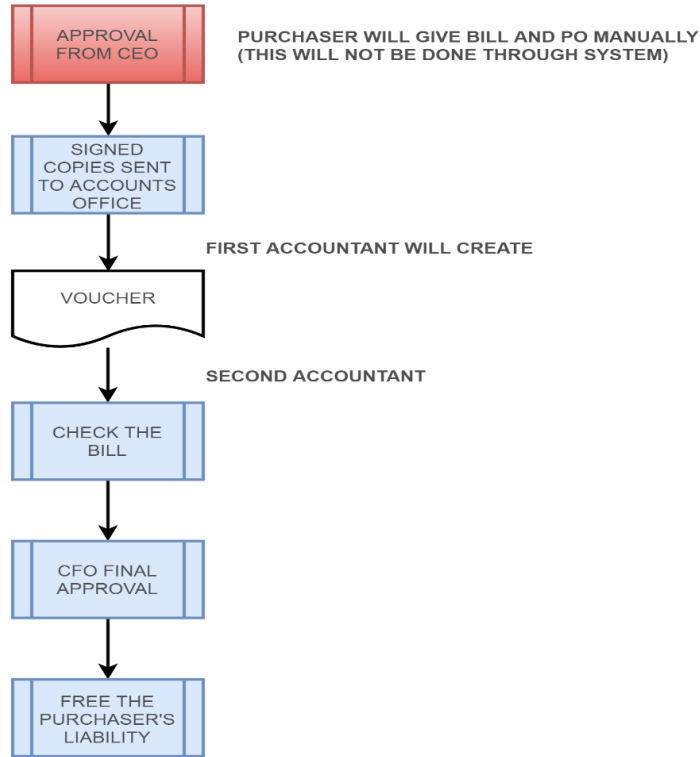 APPROVAL
FROM CEO
PURCHASER WILL GIVE BILL AND PO MANUALLY
(THIS WILL NOT BE DONE THROUGH SYSTEM)
SIGNED
COPIES SENT
TO ACCOUNTS
OFFICE
FIRST ACCOUNTANT WILL CREATE
VOUCHER
SECOND ACCOUNTANT
CHECK THE
BILL
CFO FINAL
APPROVAL
FREE THE
PURCHASER'S
LIABILITY